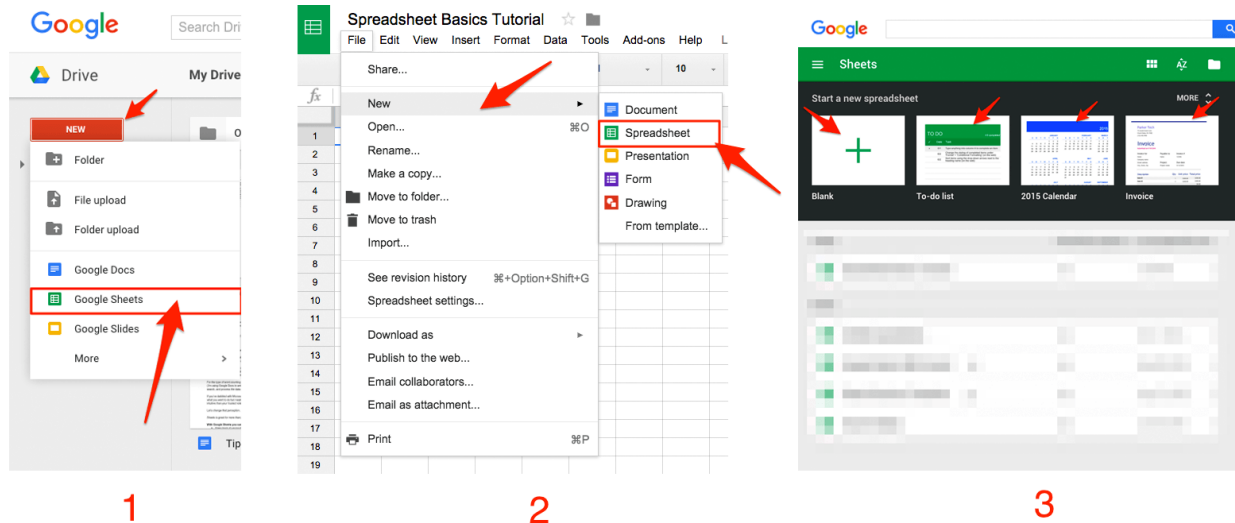 Google
Search Dri
Drive
My Drive
NEW
Folder
File upload
Folder upload
Google Docs
Google Sheets
Google Slides
More
Tip
1
Spreadsheet Basics Tutorial
File Edit View Insert Format Data Tools Add-ons Help L
10
fx
Share...
New
Open... ⌘O
Rename...
Make a copy...
Move to folder...
Move to trash
Import...
See revision history ⌘+Option+Shift+G
Spreadsheet settings...
Download as
Publish to the web...
Email collaborators...
Email as attachment...
Print ⌘P
Document
Spreadsheet
Presentation
Form
Drawing
From template...
1
2
3
4
5
6
7
8
9
10
11
12
13
14
15
16
17
18
19
2
Google
Sheets
AZ
Start a new spreadsheet
MORE
TO DO
2015
Invoice
Blank
To-do list
2015 Calendar
Invoice
3